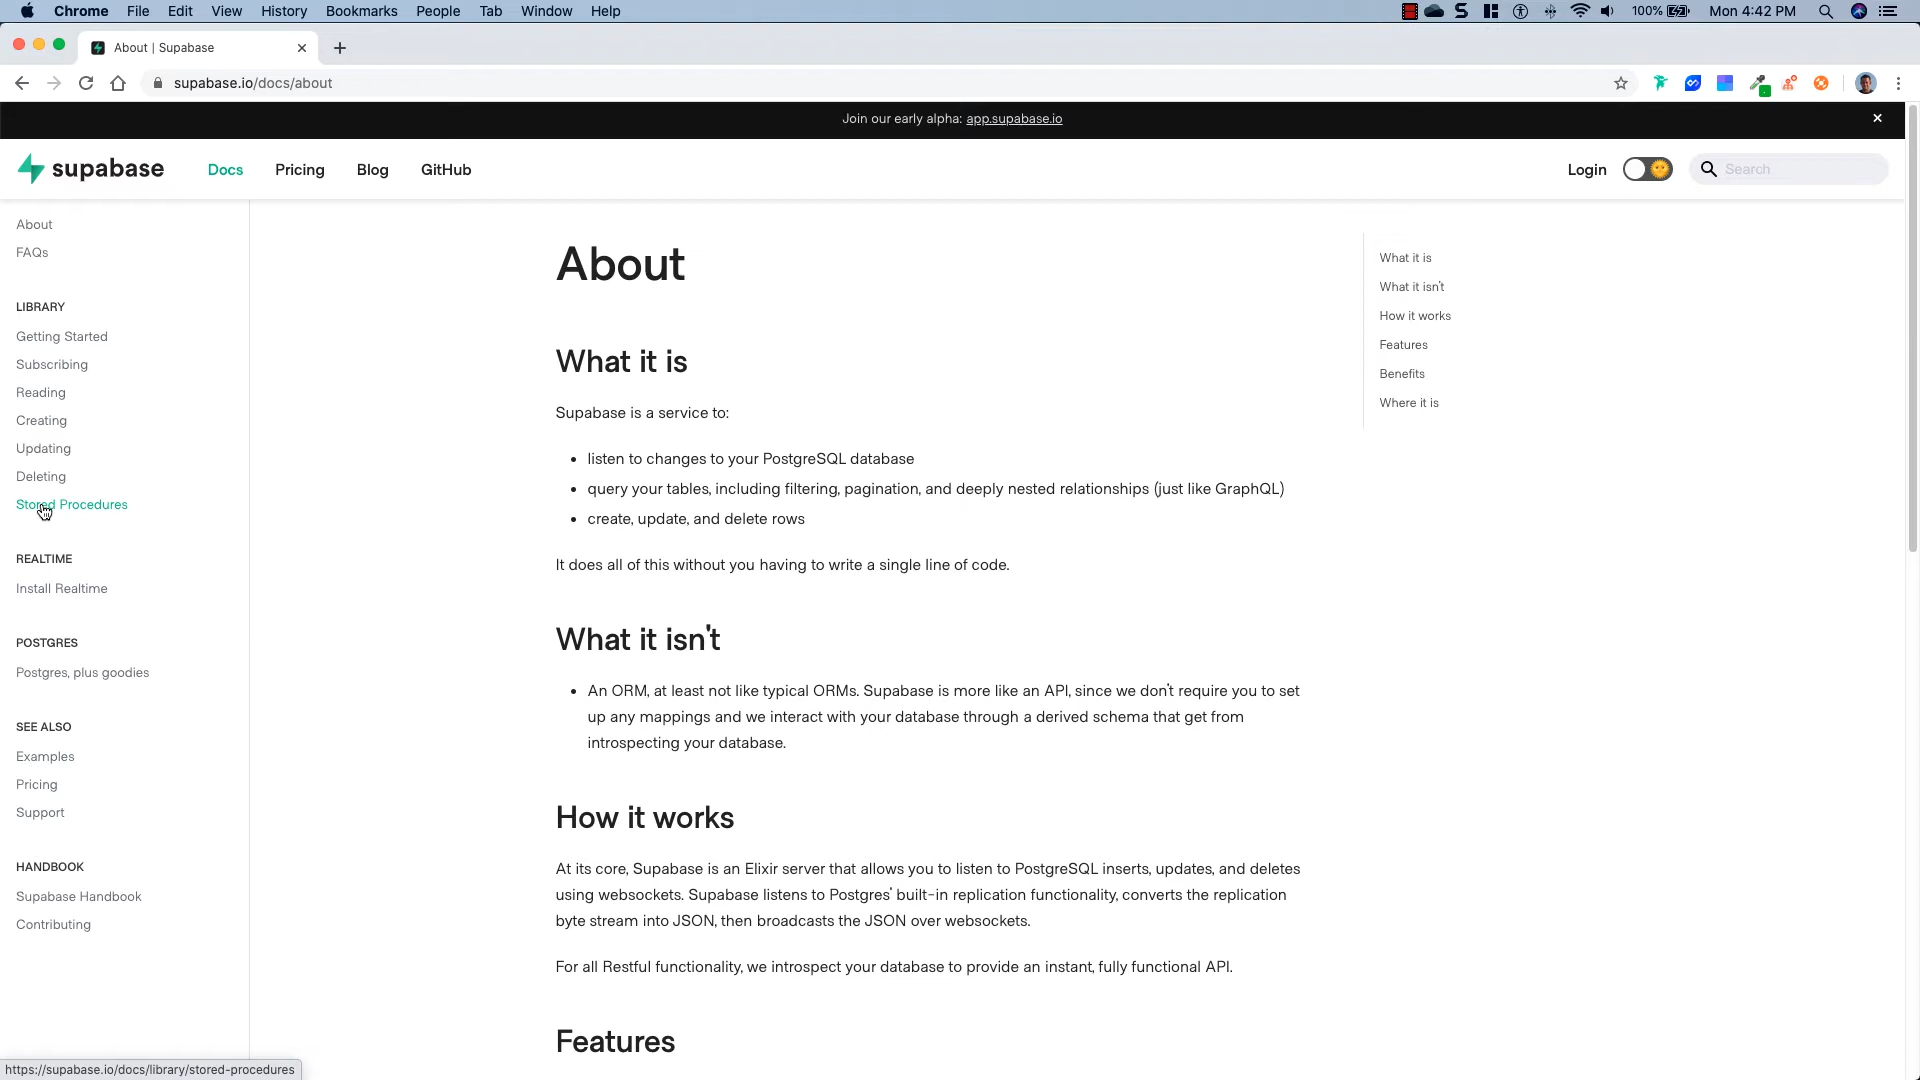 Chrome File Edit View History Bookmarks People Tab Window Help
100% Mon 4:42 PM
About | Supabase
supabase.io/docs/about
Join our early alpha: app.supabase.io
supabase Docs Pricing Blog GitHub Login Search
About
FAQs
LIBRARY
Getting Started
Subscribing
Reading
Creating
Updating
Deleting
Stored Procedures
REALTIME
Install Realtime
POSTGRES
Postgres, plus goodies
SEE ALSO
Examples
Pricing
Support
HANDBOOK
Supabase Handbook
Contributing
About
What it is
Supabase is a service to:
• listen to changes to your PostgreSQL database
• query your tables, including filtering, pagination, and deeply nested relationships (just like GraphQL)
• create, update, and delete rows
It does all of this without you having to write a single line of code.
What it isn't
• An ORM, at least not like typical ORMs. Supabase is more like an API, since we don't require you to set
up any mappings and we interact with your database through a derived schema that get from
introspecting your database.
How it works
At its core, Supabase is an Elixir server that allows you to listen to PostgreSQL inserts, updates, and deletes
using websockets. Supabase listens to Postgres' built-in replication functionality, converts the replication
byte stream into JSON, then broadcasts the JSON over websockets.
For all Restful functionality, we introspect your database to provide an instant, fully functional API.
Features
What it is
What it isn't
How it works
Features
Benefits
Where it is
https://supabase.io/docs/library/stored-procedures